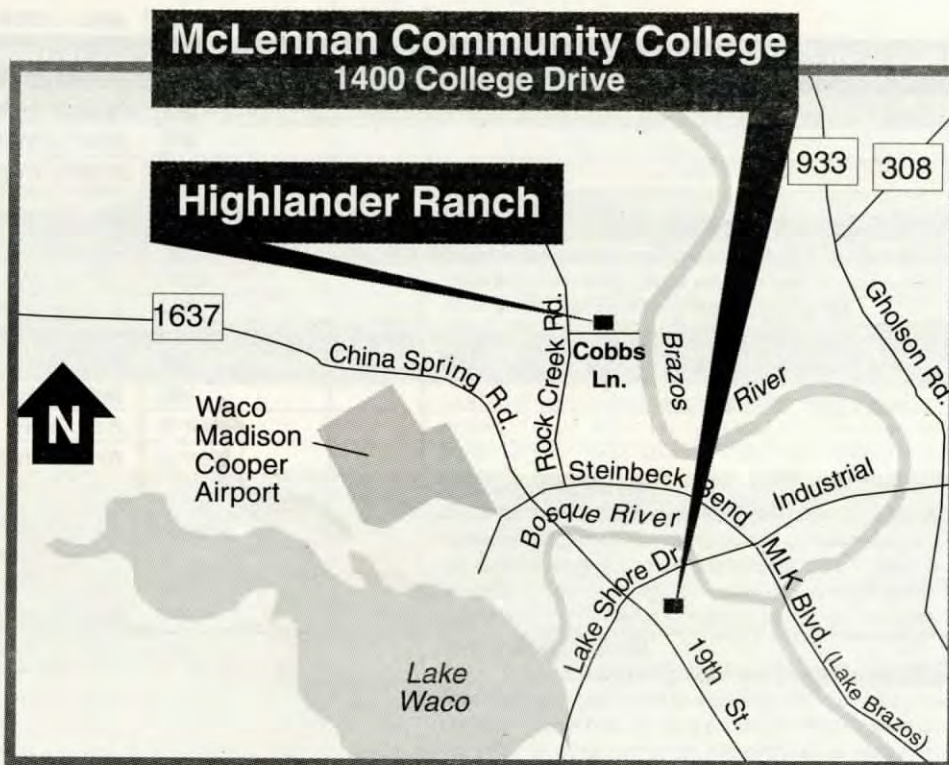 McLennan Community College
1400 College Drive
Highlander Ranch
933
308
1637
China Spring Rd.
Rock Creek Rd.
Cobbs
Ln.
Brazos
River
Gholson Rd.
N
Waco
Madison
Cooper
Airport
Steinbeck Bend
Industrial
Bosque River
Lake Shore Dr
MLK Blvd. (Lake Brazos)
19th St.
Lake
Waco